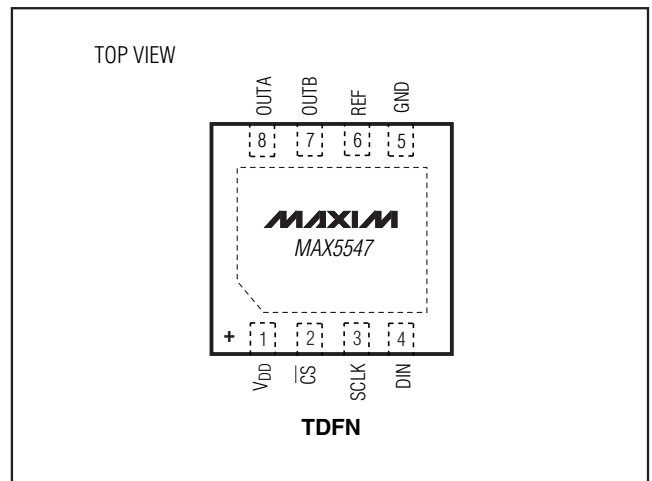 TOP VIEW
OUTA OUTB REF GND
8 7 6 5
MAXIM
MAX5547
+ 1 2 3 4
VDD C̅S̅ SCLK DIN
TDFN